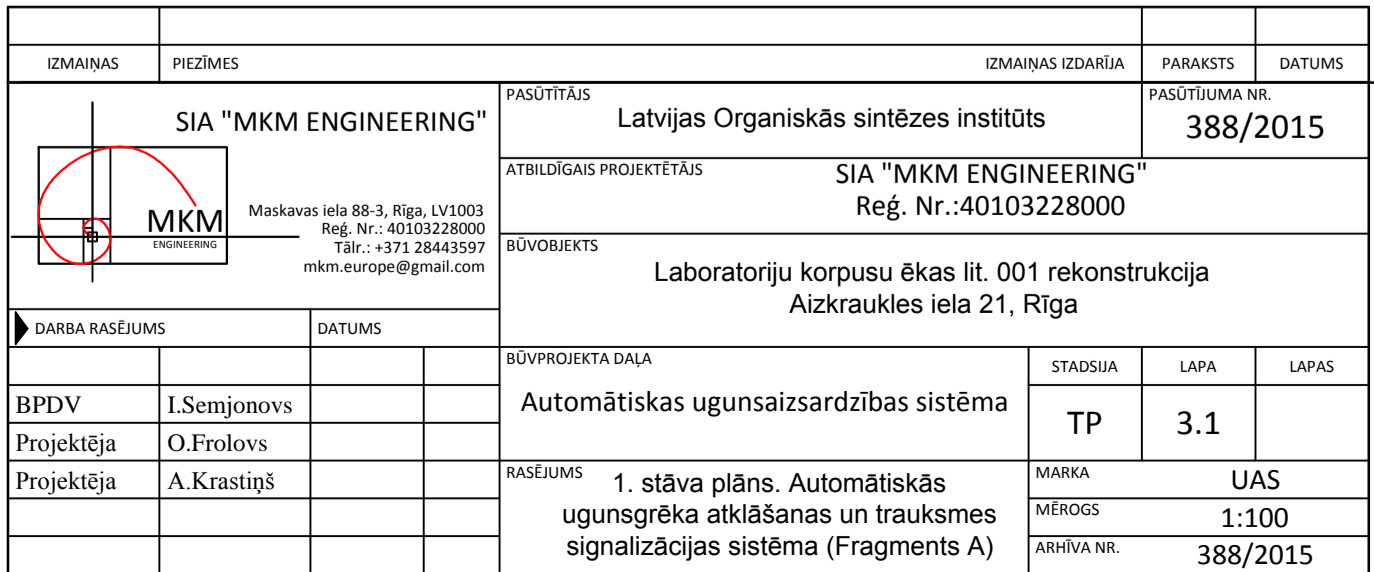 IZMAIŅAS
PIEZĪMES
IZMAIŅAS IZDARĪJA
PARAKSTS
DATUMS
SIA "MKM ENGINEERING"
MKM
ENGINEERING
Maskavas iela 88-3, Rīga, LV1003
Reģ. Nr.: 40103228000
Tālr.: +371 28443597
mkm.europe@gmail.com
PASŪTĪTĀJS
Latvijas Organiskās sintēzes institūts
PASŪTĪJUMA NR.
388/2015
ATBILDĪGAIS PROJEKTĒTĀJS
SIA "MKM ENGINEERING"
Reģ. Nr.:40103228000
BŪVOBJEKTS
Laboratoriju korpusu ēkas lit. 001 rekonstrukcija
Aizkraukles iela 21, Rīga
DARBA RASĒJUMS
DATUMS
BPDV
I.Semjonovs
Projektēja
O.Frolovs
Projektēja
A.Krastiņš
BŪVPROJEKTA DAĻA
Automātiskas ugunsaizsardzības sistēma
STADSIJA
LAPA
LAPAS
TP
3.1
RASĒJUMS
1. stāva plāns. Automātiskās
ugunsgrēka atklāšanas un trauksmes
signalizācijas sistēma (Fragments A)
MARKA
UAS
MĒROGS
1:100
ARHĪVA NR.
388/2015